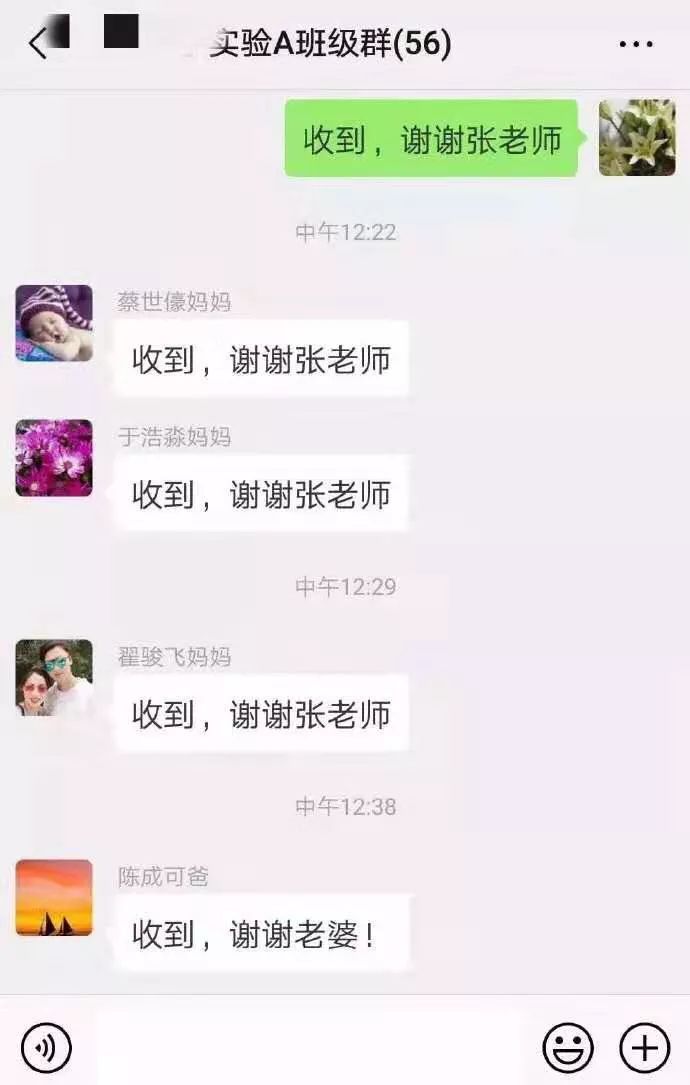 实验A班级群(56)
收到，谢谢张老师
中午12:22
蔡世儫妈妈
收到，谢谢张老师
于浩淼妈妈
收到，谢谢张老师
中午12:29
翟骏飞妈妈
收到，谢谢张老师
中午12:38
陈成可爸
收到，谢谢老婆！